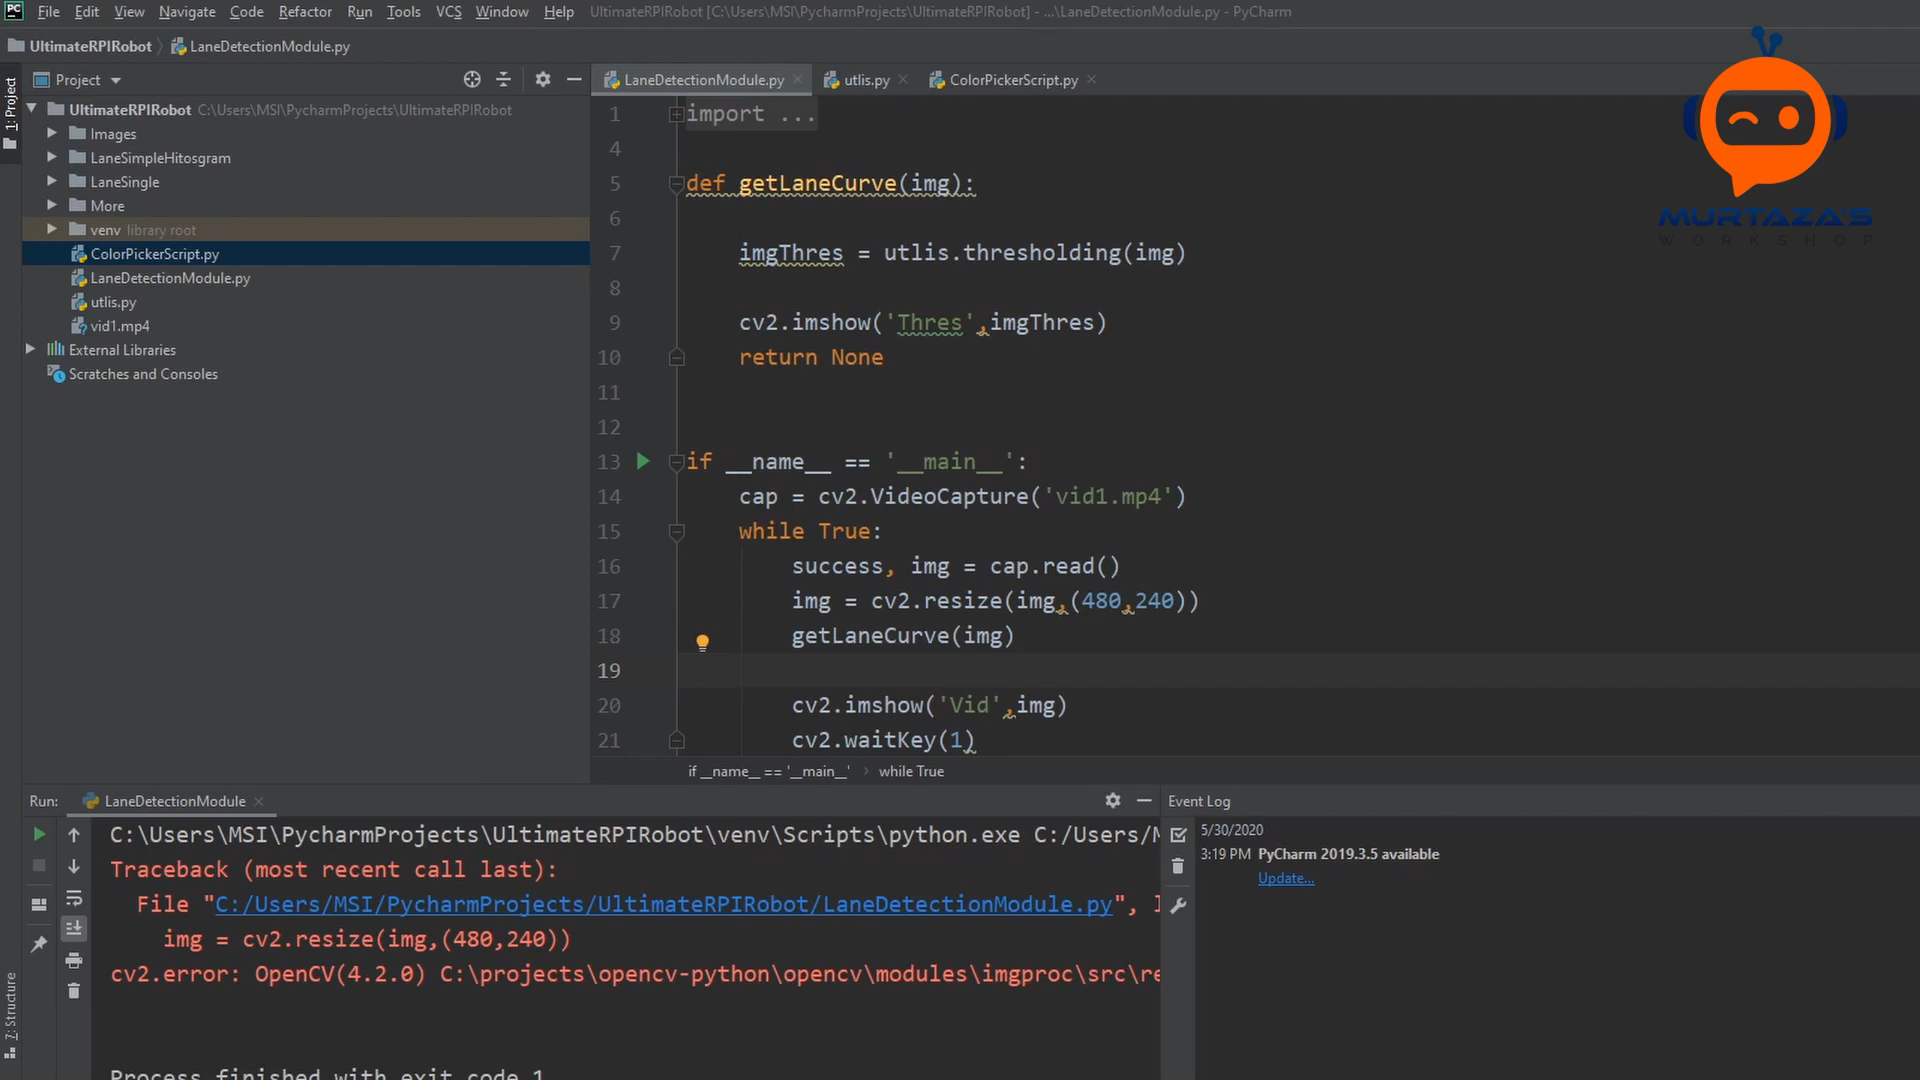 PC File Edit View Navigate Code Refactor Run Tools VCS Window Help UltimateRPIRobot [C:\Users\MSI\PycharmProjects\UltimateRPIRobot] - ...\LaneDetectionModule.py - PyCharm
UltimateRPIRobot LaneDetectionModule.py
1: Project
Project
LaneDetectionModule.py utlis.py ColorPickerScript.py
UltimateRPIRobot C:\Users\MSI\PycharmProjects\UltimateRPIRobot
Images
LaneSimpleHitosgram
LaneSingle
More
venv library root
ColorPickerScript.py
LaneDetectionModule.py
utlis.py
vid1.mp4
External Libraries
Scratches and Consoles
1 import ...
4
5 def getLaneCurve(img):
6
7 imgThres = utlis.thresholding(img)
8
9 cv2.imshow('Thres',imgThres)
10 return None
11
12
13 if __name__ == '__main__':
14 cap = cv2.VideoCapture('vid1.mp4')
15 while True:
16 success, img = cap.read()
17 img = cv2.resize(img,(480,240))
18 getLaneCurve(img)
19
20 cv2.imshow('Vid',img)
21 cv2.waitKey(1)
if __name__ == '__main__' › while True
MURTAZA'S
WORKSHOP
Run: LaneDetectionModule
C:\Users\MSI\PycharmProjects\UltimateRPIRobot\venv\Scripts\python.exe C:/Users/M
Traceback (most recent call last):
File "C:/Users/MSI/PycharmProjects/UltimateRPIRobot/LaneDetectionModule.py", l
img = cv2.resize(img,(480,240))
cv2.error: OpenCV(4.2.0) C:\projects\opencv-python\opencv\modules\imgproc\src\re
Process finished with exit code 1
Event Log
5/30/2020
3:19 PM PyCharm 2019.3.5 available
Update...
7: Structure